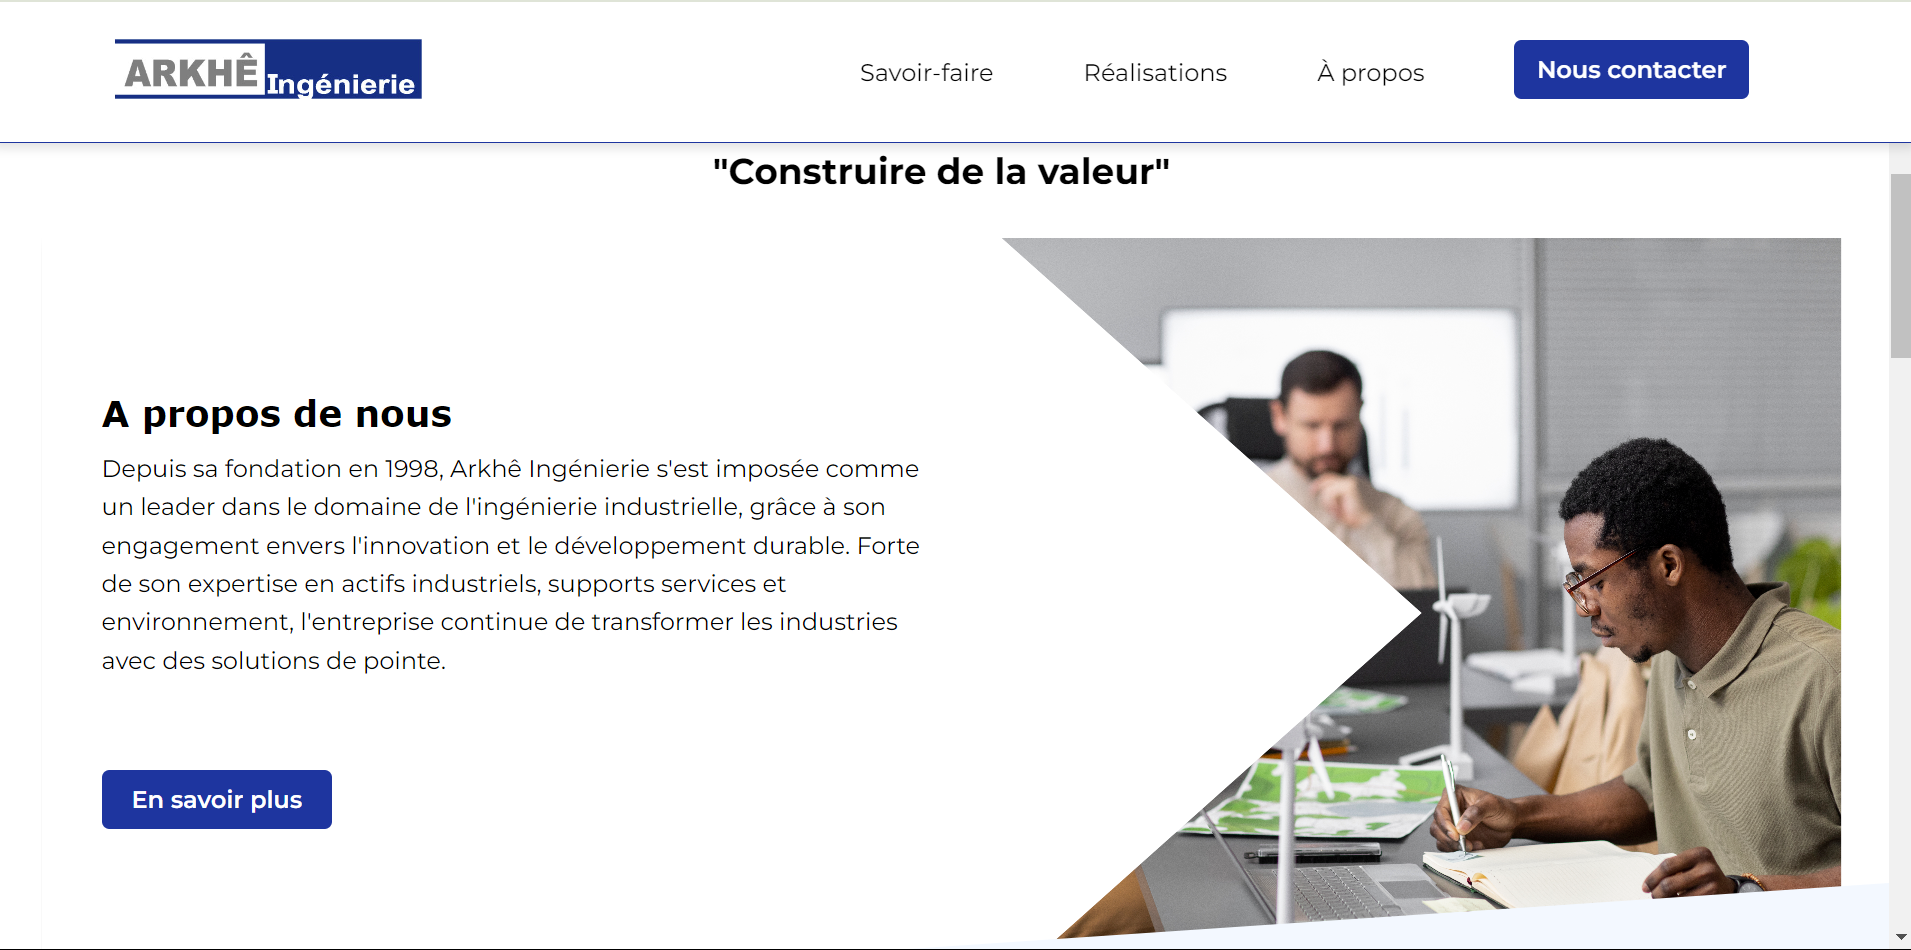 ARKHÊ Ingénierie
Savoir-faire
Réalisations
À propos
Nous contacter
"Construire de la valeur"
A propos de nous
Depuis sa fondation en 1998, Arkhê Ingénierie s'est imposée comme
un leader dans le domaine de l'ingénierie industrielle, grâce à son
engagement envers l'innovation et le développement durable. Forte
de son expertise en actifs industriels, supports services et
environnement, l'entreprise continue de transformer les industries
avec des solutions de pointe.
En savoir plus